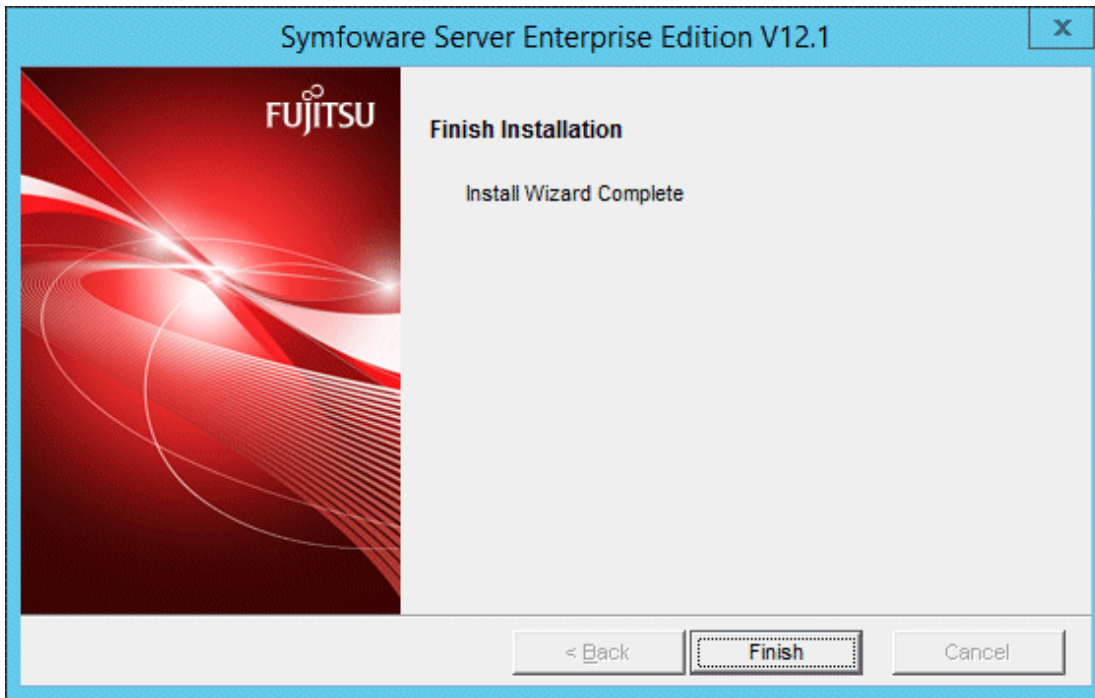 Symfoware Server Enterprise Edition V12.1
x
FUJITSU
Finish Installation
Install Wizard Complete
< Back
Finish
Cancel